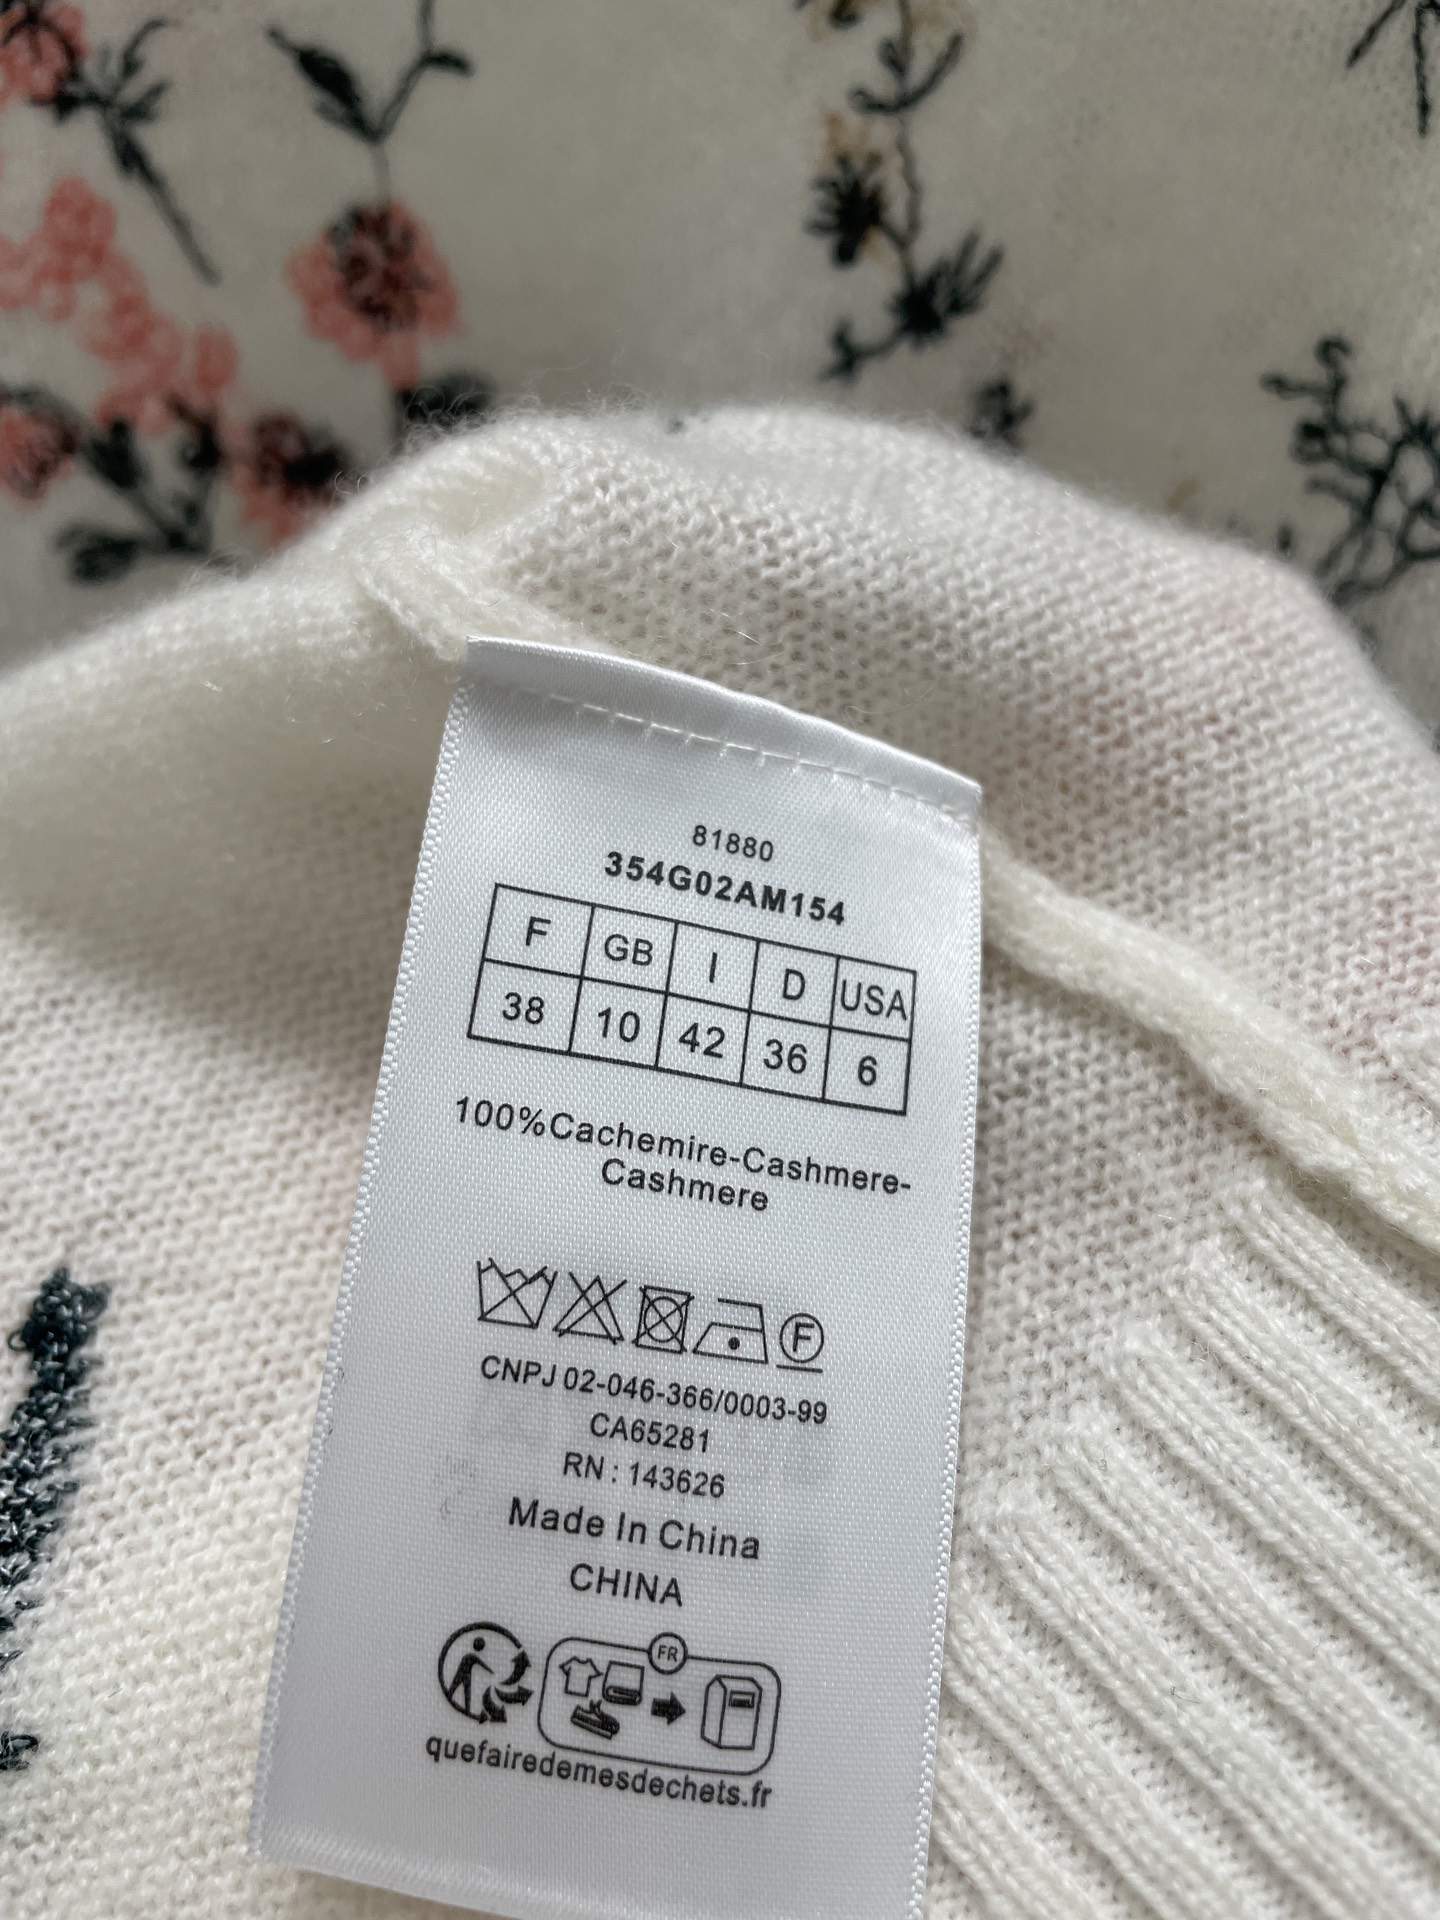 81880
354G02AM154
F GB I D USA
38 10 42 36 6
100%Cachemire-Cashmere-
Cashmere
F
CNPJ 02-046-366/0003-99
CA65281
RN : 143626
Made In China
CHINA
FR
quefairedemesdechets.fr